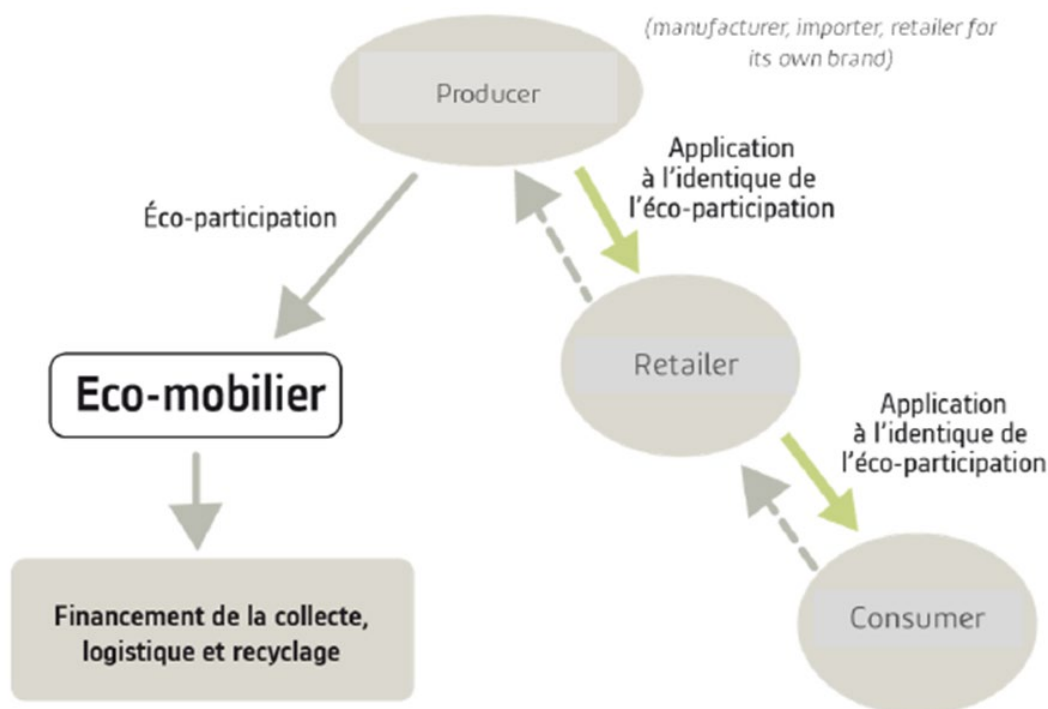 (manufacturer, importer, retailer for
its own brand)
Producer
Application
à l'identique de
l'éco-participation
Éco-participation
Retailer
Eco-mobilier
Application
à l'identique de
l'éco-participation
Financement de la collecte,
logistique et recyclage
Consumer